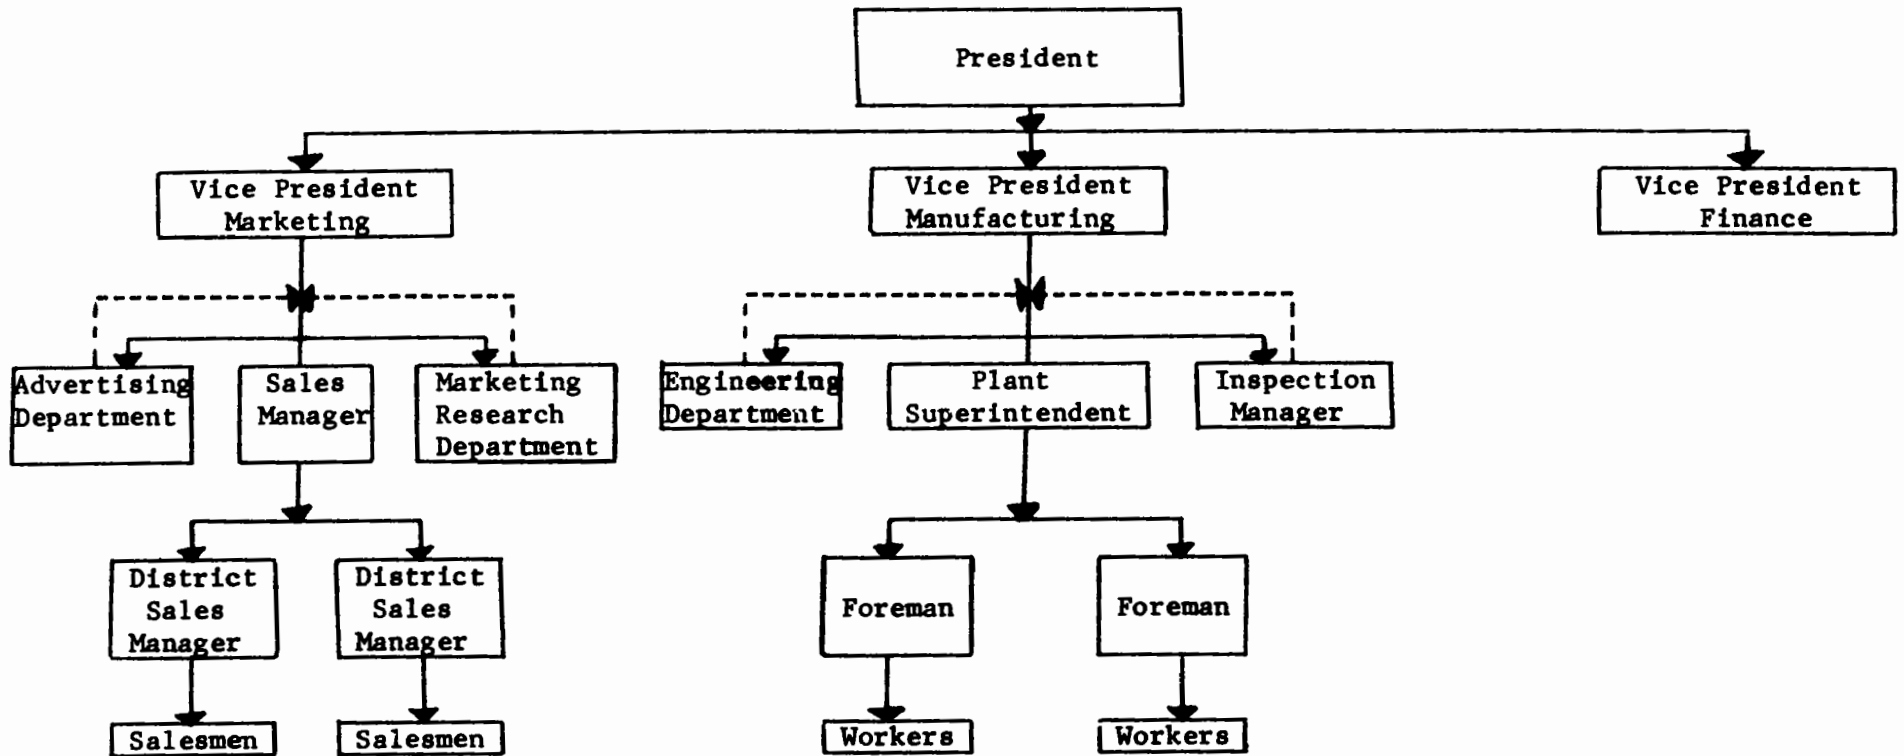 President
Vice President
Marketing
Vice President
Manufacturing
Vice President
Finance
Advertising
Department
Sales
Manager
Marketing
Research
Department
Engineering
Department
Plant
Superintendent
Inspection
Manager
District
Sales
Manager
District
Sales
Manager
Foreman
Foreman
Salesmen
Salesmen
Workers
Workers